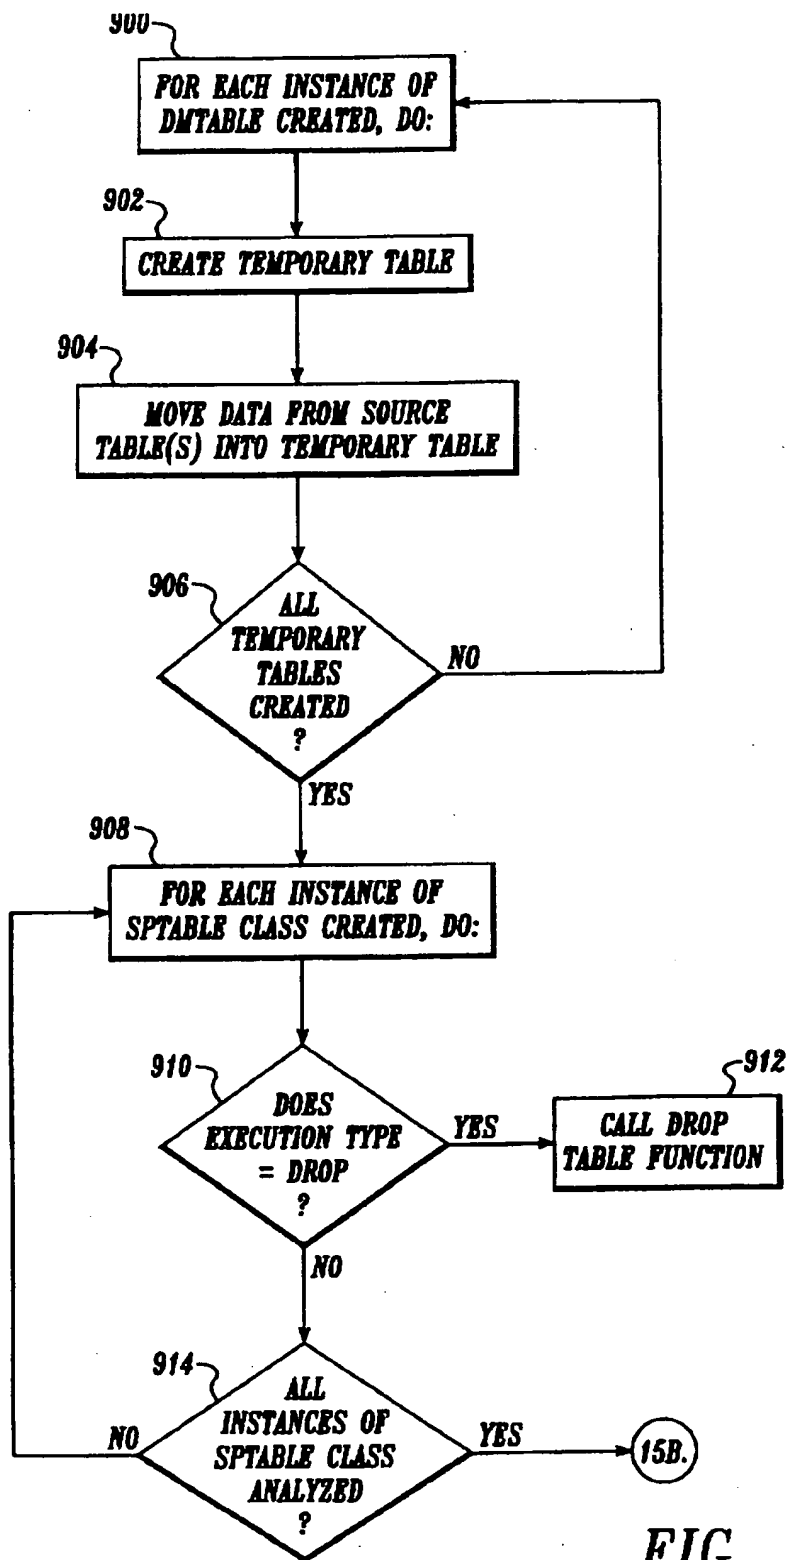 900
FOR EACH INSTANCE OF
DMTABLE CREATED, DO:
902
CREATE TEMPORARY TABLE
904
MOVE DATA FROM SOURCE
TABLE(S) INTO TEMPORARY TABLE
906
ALL
TEMPORARY
TABLES
CREATED
?
NO
YES
908
FOR EACH INSTANCE OF
SPTABLE CLASS CREATED, DO:
910
DOES
EXECUTION TYPE
= DROP
?
YES
912
CALL DROP
TABLE FUNCTION
NO
914
ALL
INSTANCES OF
SPTABLE CLASS
ANALYZED
?
NO
YES
15B.
FIG